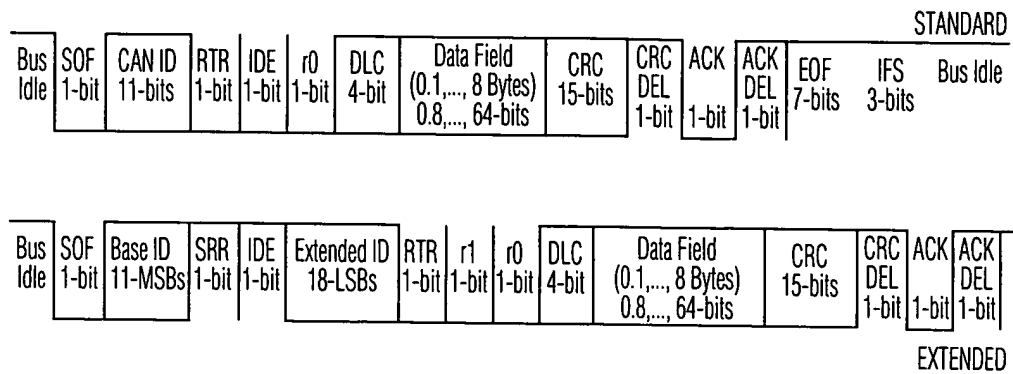 STANDARD
Bus Idle
SOF 1-bit
CAN ID 11-bits
RTR 1-bit
IDE 1-bit
r0 1-bit
DLC 4-bit
Data Field (0.1,..., 8 Bytes) 0.8,..., 64-bits
CRC 15-bits
CRC DEL 1-bit
ACK 1-bit
ACK DEL 1-bit
EOF 7-bits
IFS 3-bits
Bus Idle
Bus Idle
SOF 1-bit
Base ID 11-MSBs
SRR 1-bit
IDE 1-bit
Extended ID 18-LSBs
RTR 1-bit
r1 1-bit
r0 1-bit
DLC 4-bit
Data Field (0.1,..., 8 Bytes) 0.8,..., 64-bits
CRC 15-bits
CRC DEL 1-bit
ACK 1-bit
ACK DEL 1-bit
EXTENDED